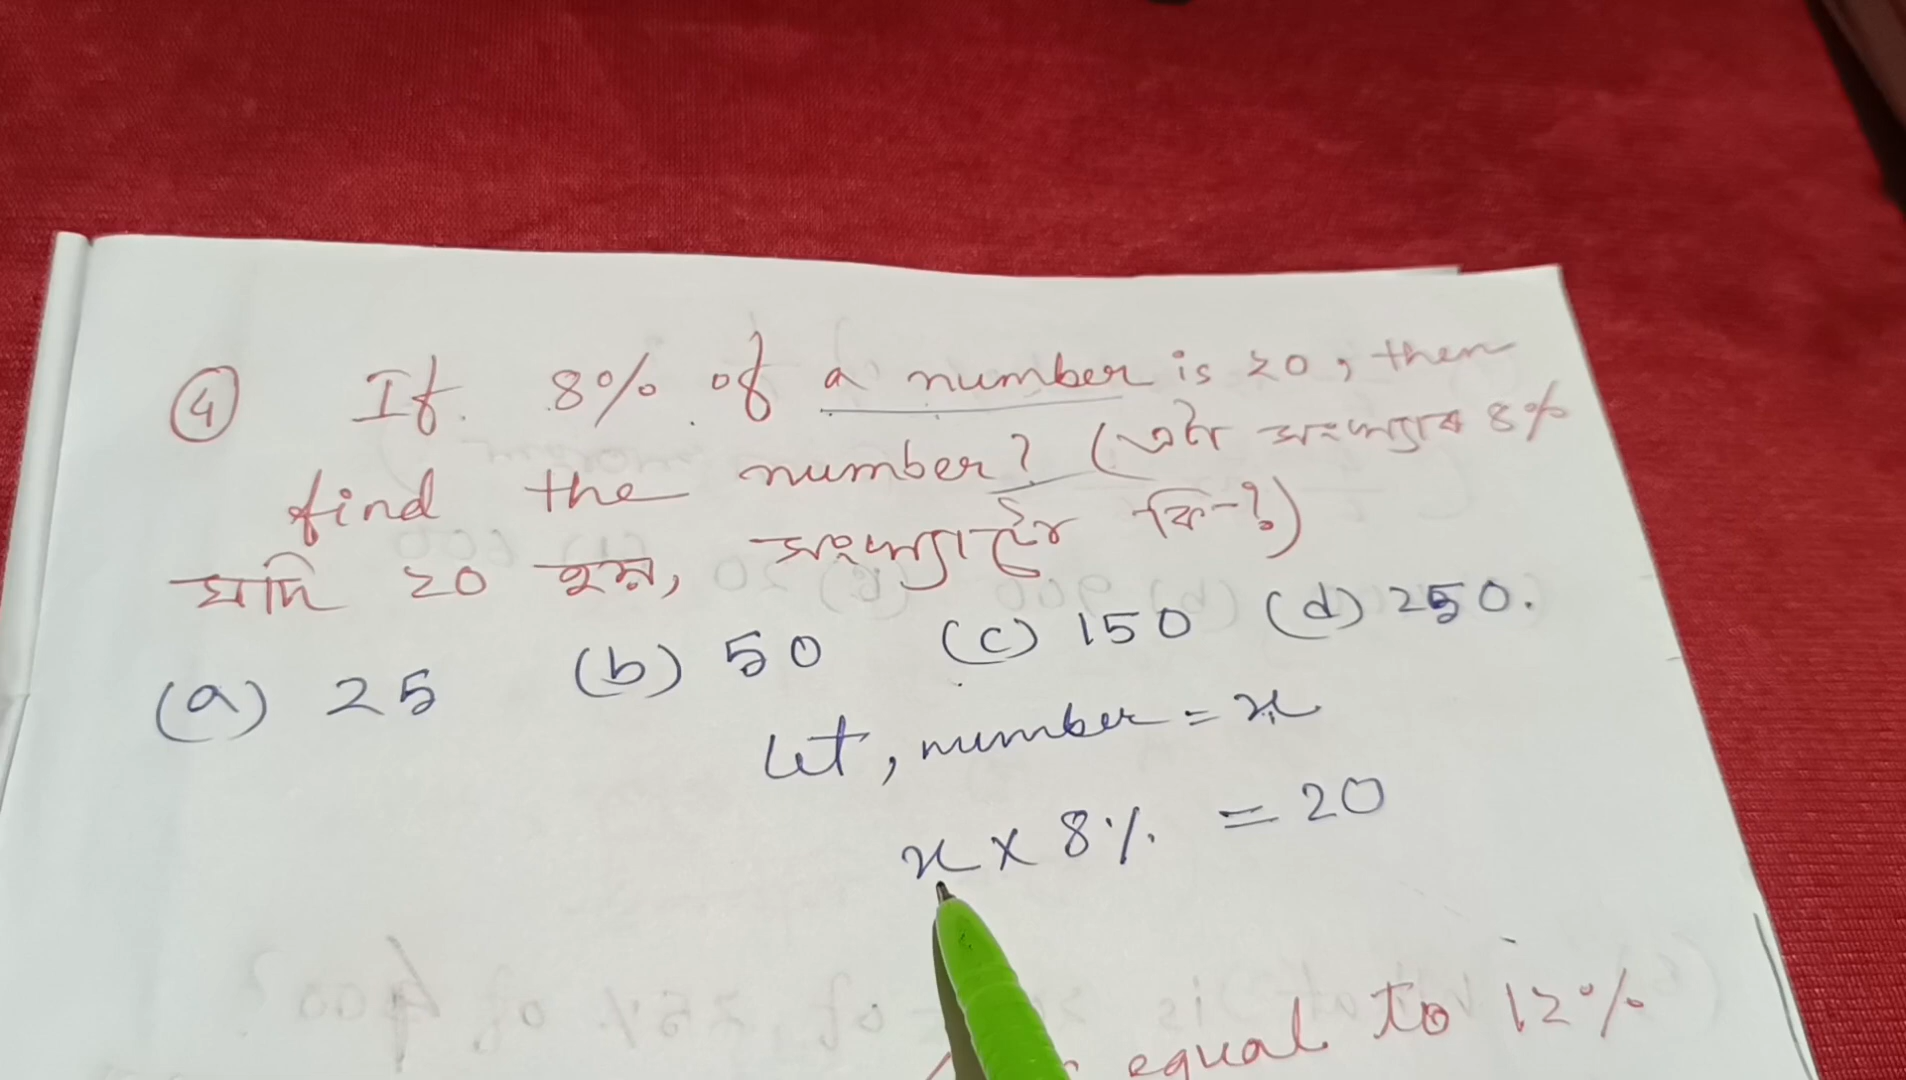 ④ If 8% of a number is 20, then
find the number? (এটা সংখ্যাৰ 8%
যদি 20 হয়, সংখ্যাটোৰ কি-?)
(a) 25 (b) 50 (c) 150 (d) 250.
Let, number = x
x × 8% = 20
equal to 12%